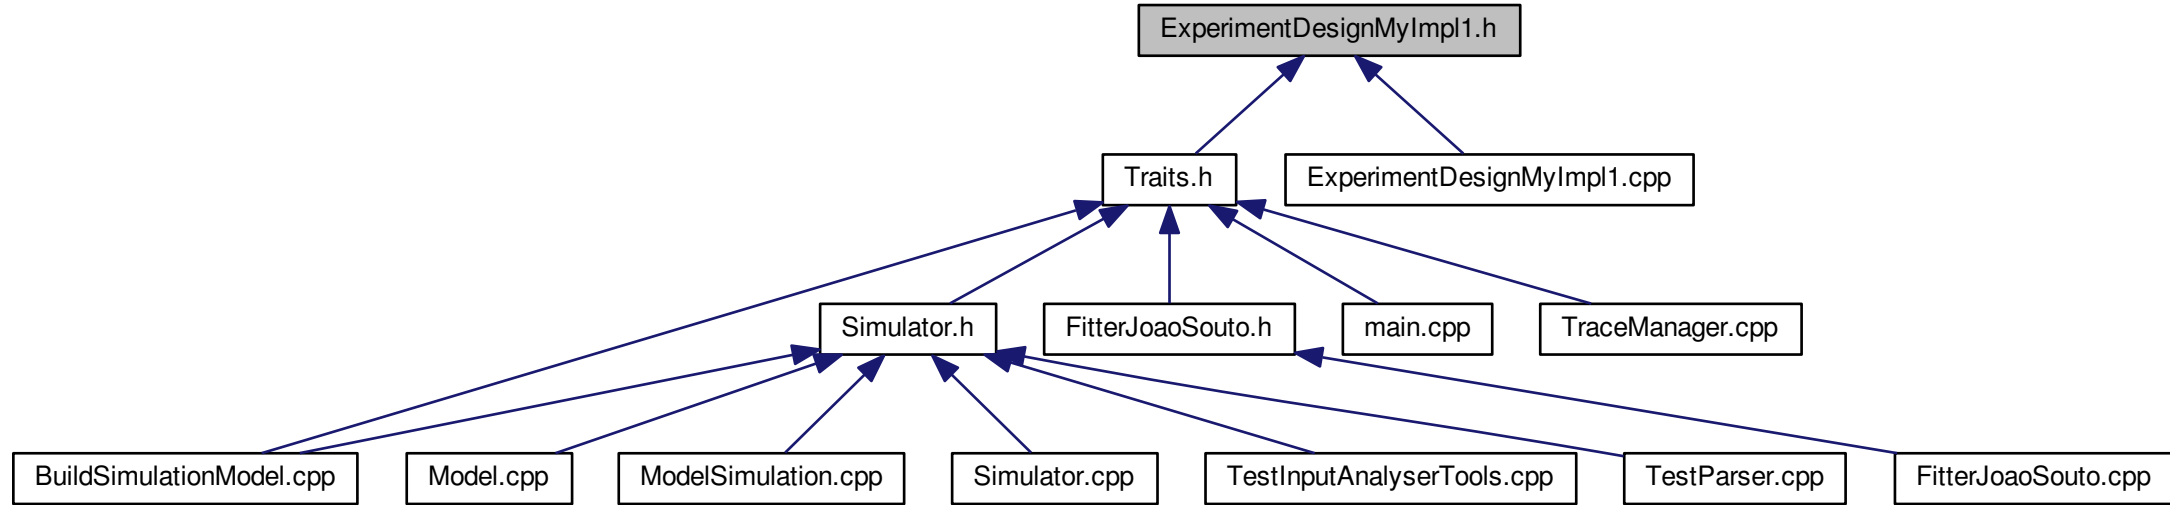 ExperimentDesignMyImpl1.h
Traits.h
ExperimentDesignMyImpl1.cpp
Simulator.h
FitterJoaoSouto.h
main.cpp
TraceManager.cpp
BuildSimulationModel.cpp
Model.cpp
ModelSimulation.cpp
Simulator.cpp
TestInputAnalyserTools.cpp
TestParser.cpp
FitterJoaoSouto.cpp